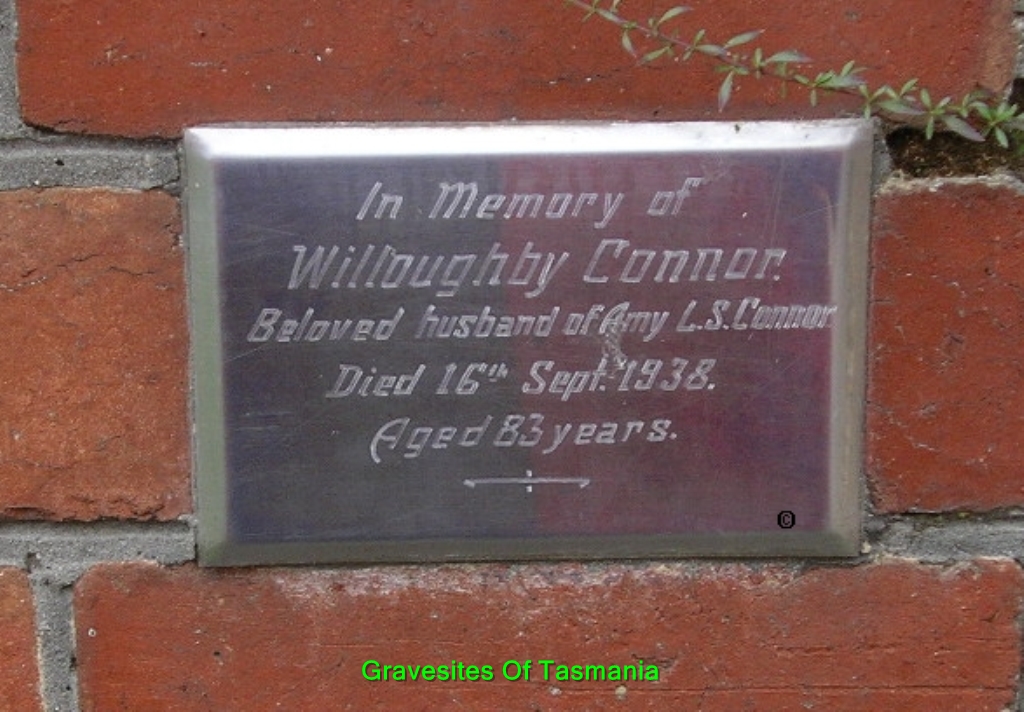 In Memory of
Willoughby Connor.
Beloved husband of Amy L.S. Connor
Died 16th Sept. 1938.
Aged 83 years.
©
Gravesites Of Tasmania